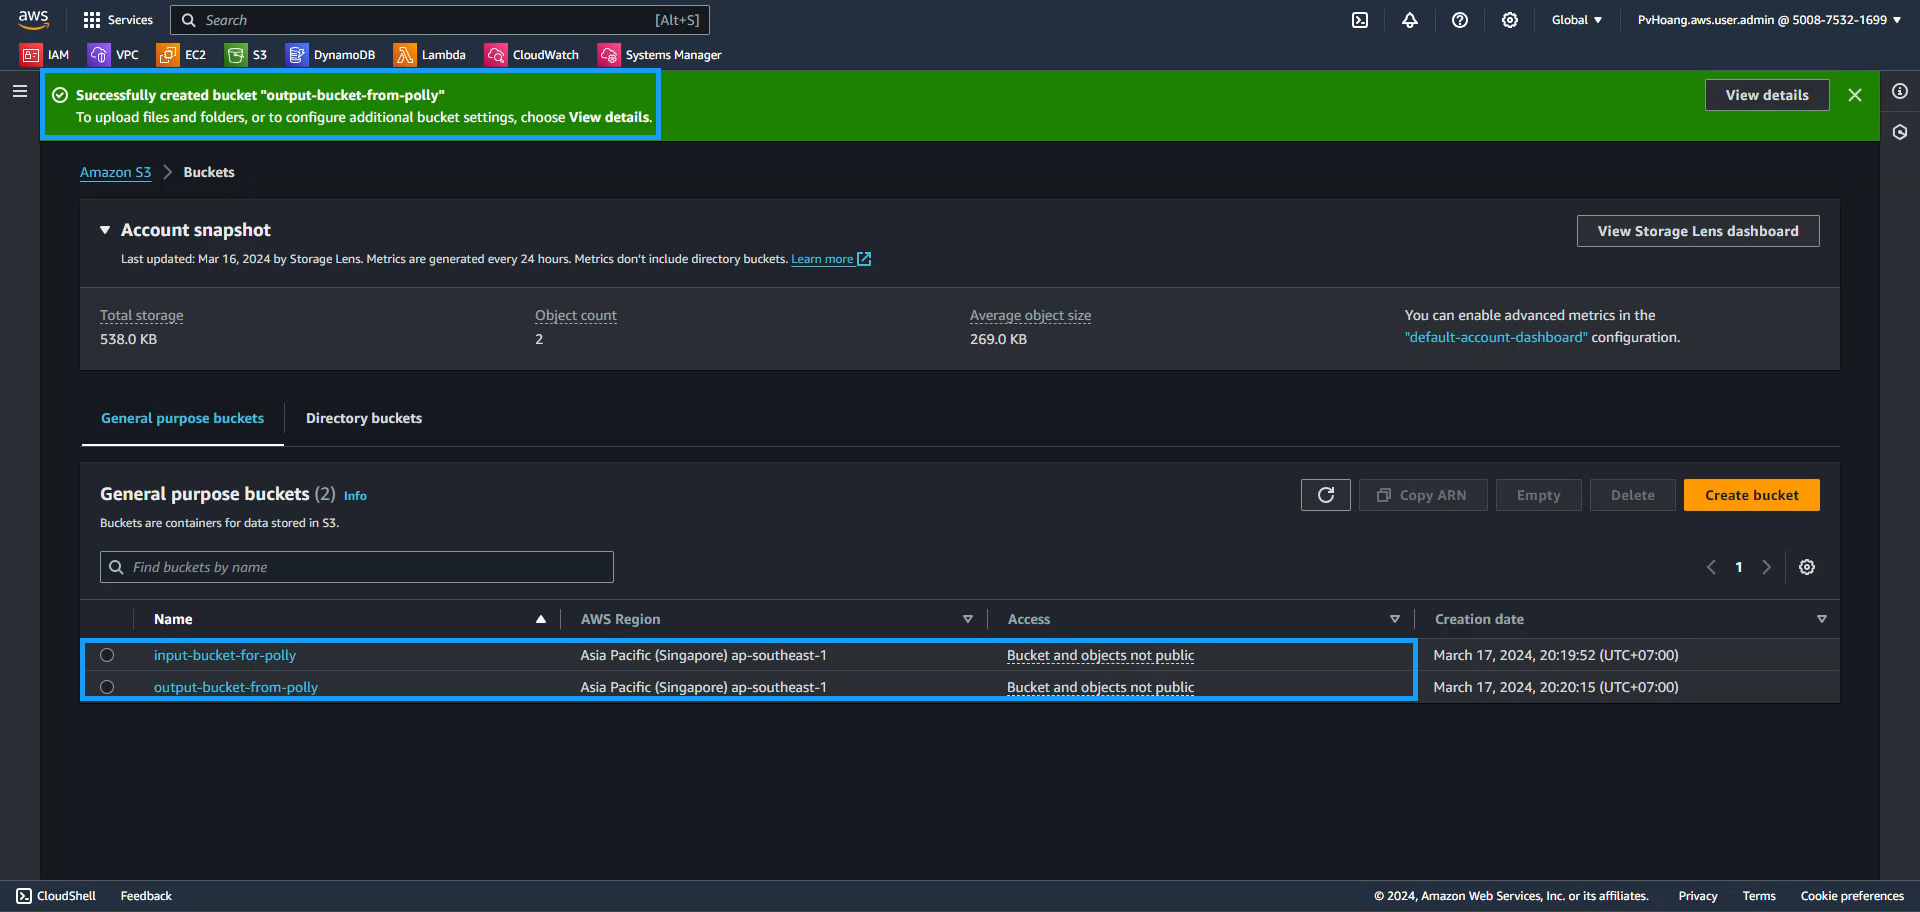 aws
Services
Search
[Alt+S]
Global
PvHoang.aws.user.admin @ 5008-7532-1699
IAM
VPC
EC2
S3
DynamoDB
Lambda
CloudWatch
Systems Manager
Successfully created bucket "output-bucket-from-polly"
To upload files and folders, or to configure additional bucket settings, choose View details.
View details
Amazon S3
Buckets
Account snapshot
View Storage Lens dashboard
Last updated: Mar 16, 2024 by Storage Lens. Metrics are generated every 24 hours. Metrics don't include directory buckets. Learn more
Total storage
538.0 KB
Object count
2
Average object size
269.0 KB
You can enable advanced metrics in the
"default-account-dashboard" configuration.
General purpose buckets
Directory buckets
General purpose buckets (2) Info
Buckets are containers for data stored in S3.
Copy ARN
Empty
Delete
Create bucket
Find buckets by name
1
Name
AWS Region
Access
Creation date
input-bucket-for-polly
Asia Pacific (Singapore) ap-southeast-1
Bucket and objects not public
March 17, 2024, 20:19:52 (UTC+07:00)
output-bucket-from-polly
Asia Pacific (Singapore) ap-southeast-1
Bucket and objects not public
March 17, 2024, 20:20:15 (UTC+07:00)
CloudShell
Feedback
© 2024, Amazon Web Services, Inc. or its affiliates.
Privacy
Terms
Cookie preferences